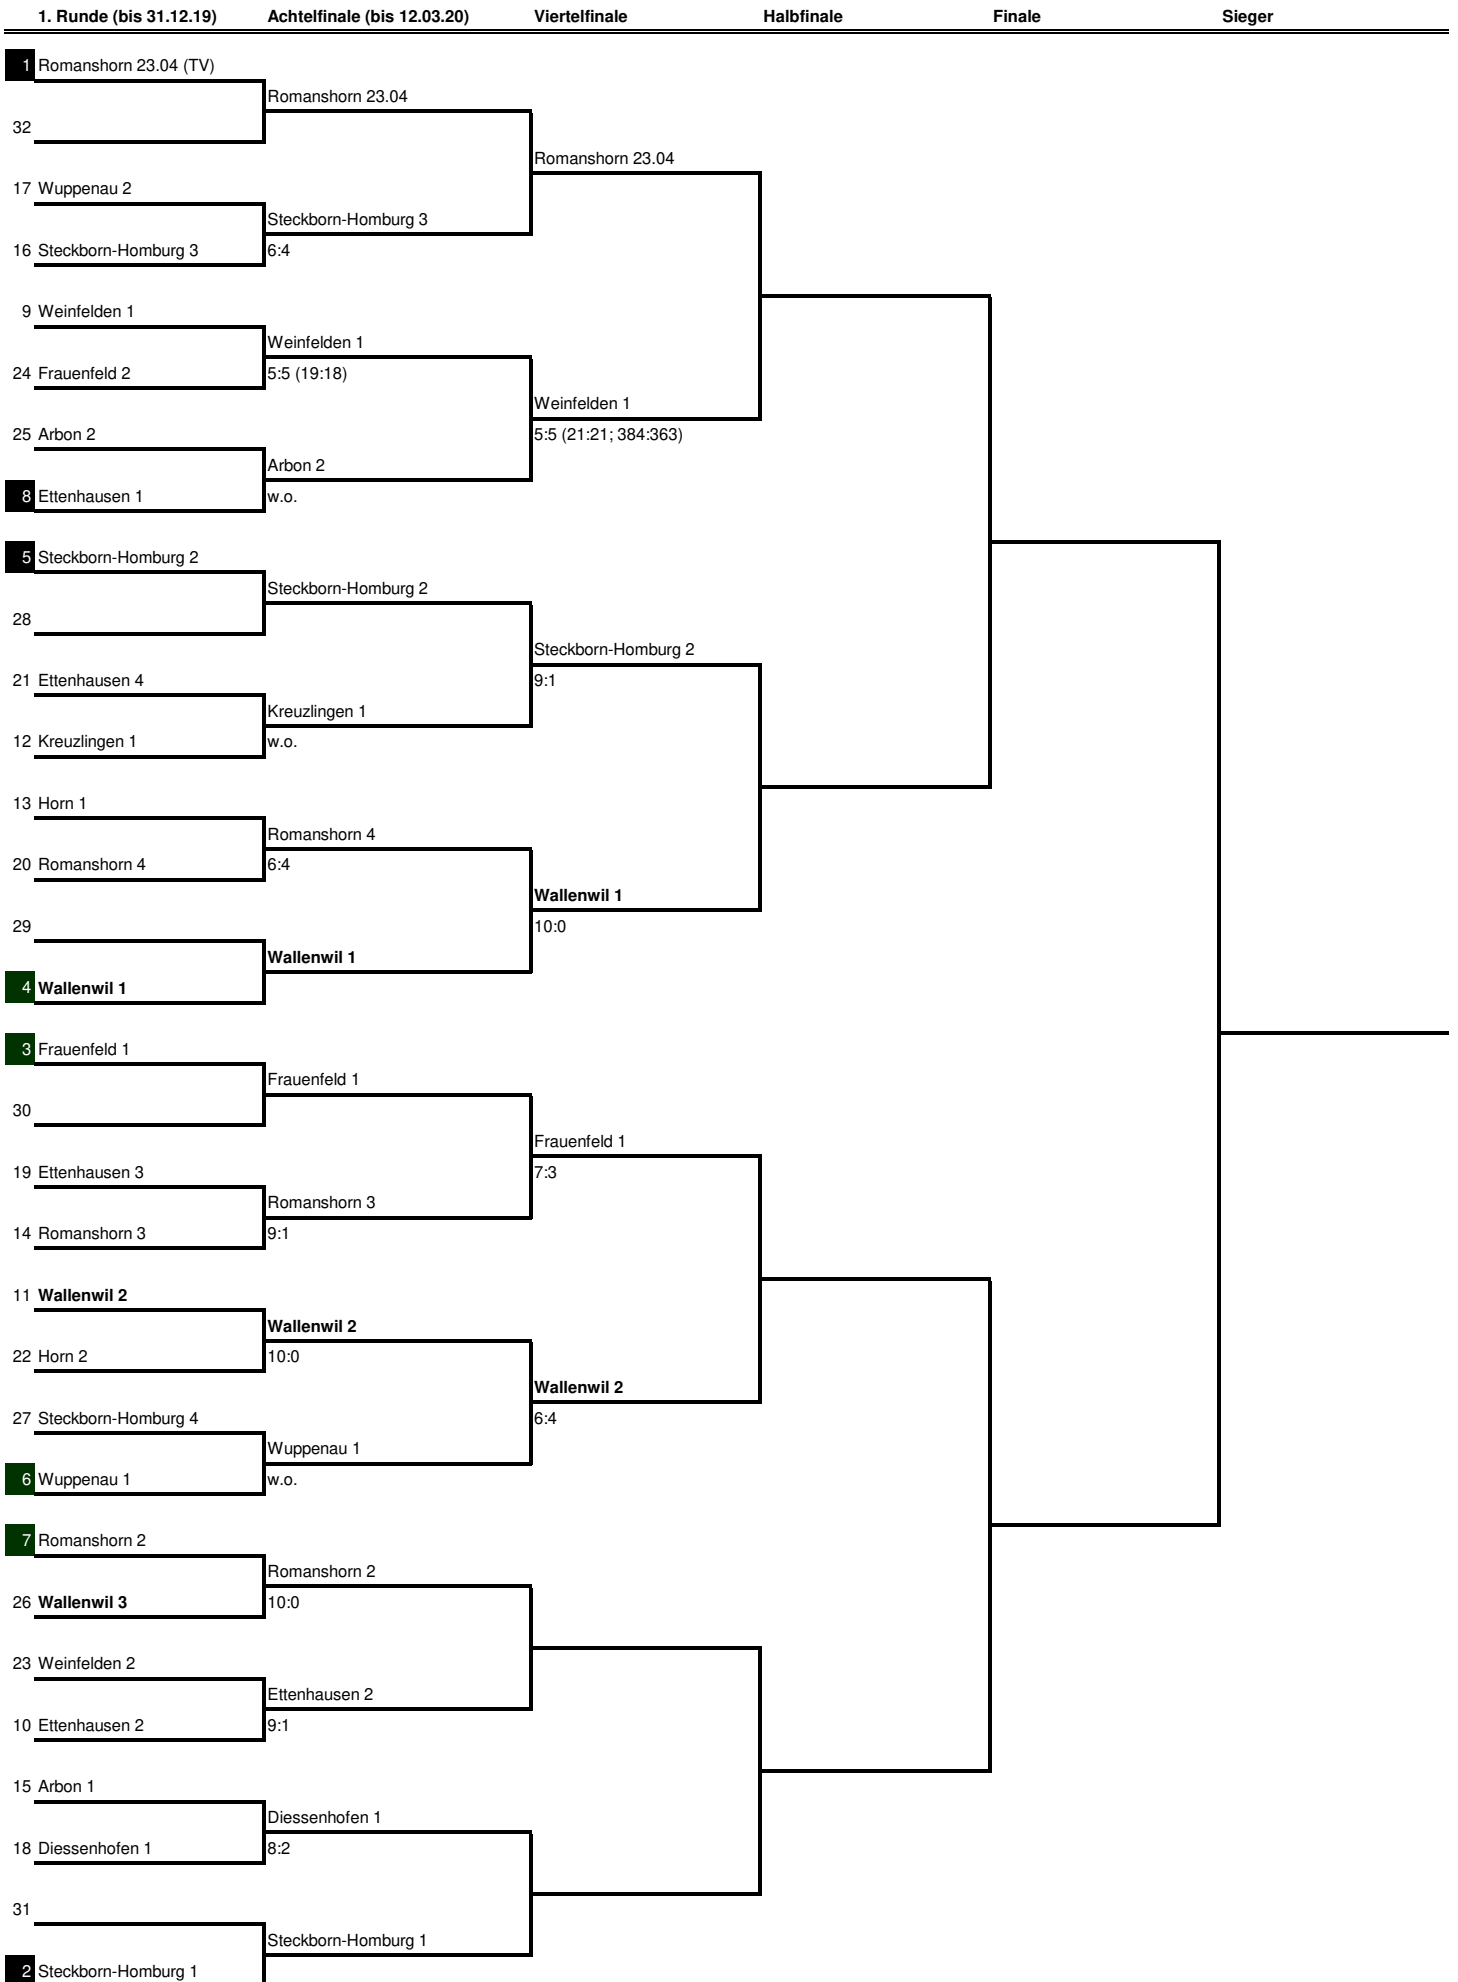 1. Runde (bis 31.12.19) Achtelfinale (bis 12.03.20) Viertelfinale Halbfinale Finale Sieger
1 Romanshorn 23.04 (TV)
Romanshorn 23.04
32
Romanshorn 23.04
17 Wuppenau 2
Steckborn-Homburg 3
16 Steckborn-Homburg 3 6:4
9 Weinfelden 1
Weinfelden 1
24 Frauenfeld 2 5:5 (19:18)
Weinfelden 1
25 Arbon 2 5:5 (21:21; 384:363)
Arbon 2
8 Ettenhausen 1 w.o.
5 Steckborn-Homburg 2
Steckborn-Homburg 2
28
Steckborn-Homburg 2
21 Ettenhausen 4 9:1
Kreuzlingen 1
12 Kreuzlingen 1 w.o.
13 Horn 1
Romanshorn 4
20 Romanshorn 4 6:4
Wallenwil 1
29 10:0
Wallenwil 1
4 Wallenwil 1
3 Frauenfeld 1
Frauenfeld 1
30
Frauenfeld 1
19 Ettenhausen 3 7:3
Romanshorn 3
14 Romanshorn 3 9:1
11 Wallenwil 2
Wallenwil 2
22 Horn 2 10:0
Wallenwil 2
27 Steckborn-Homburg 4 6:4
Wuppenau 1
6 Wuppenau 1 w.o.
7 Romanshorn 2
Romanshorn 2
26 Wallenwil 3 10:0
23 Weinfelden 2
Ettenhausen 2
10 Ettenhausen 2 9:1
15 Arbon 1
Diessenhofen 1
18 Diessenhofen 1 8:2
31
Steckborn-Homburg 1
2 Steckborn-Homburg 1